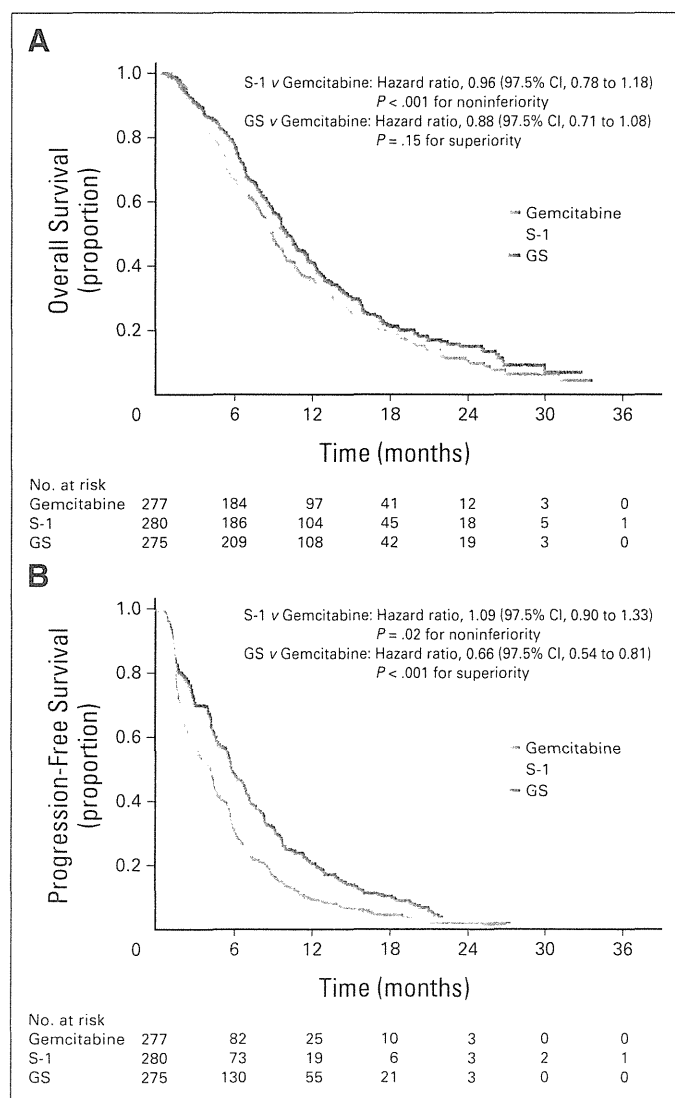 A
S-1 v Gemcitabine: Hazard ratio, 0.96 (97.5% CI, 0.78 to 1.18)
P < .001 for noninferiority
GS v Gemcitabine: Hazard ratio, 0.88 (97.5% CI, 0.71 to 1.08)
P = .15 for superiority
Gemcitabine
S-1
GS
Overall Survival
(proportion)
1.0
0.8
0.6
0.4
0.2
0 6 12 18 24 30 36
Time (months)
No. at risk
Gemcitabine 277 184 97 41 12 3 0
S-1 280 186 104 45 18 5 1
GS 275 209 108 42 19 3 0
B
S-1 v Gemcitabine: Hazard ratio, 1.09 (97.5% CI, 0.90 to 1.33)
P = .02 for noninferiority
GS v Gemcitabine: Hazard ratio, 0.66 (97.5% CI, 0.54 to 0.81)
P < .001 for superiority
Gemcitabine
S-1
GS
Progression-Free Survival
(proportion)
1.0
0.8
0.6
0.4
0.2
0 6 12 18 24 30 36
Time (months)
No. at risk
Gemcitabine 277 82 25 10 3 0 0
S-1 280 73 19 6 3 2 1
GS 275 130 55 21 3 0 0